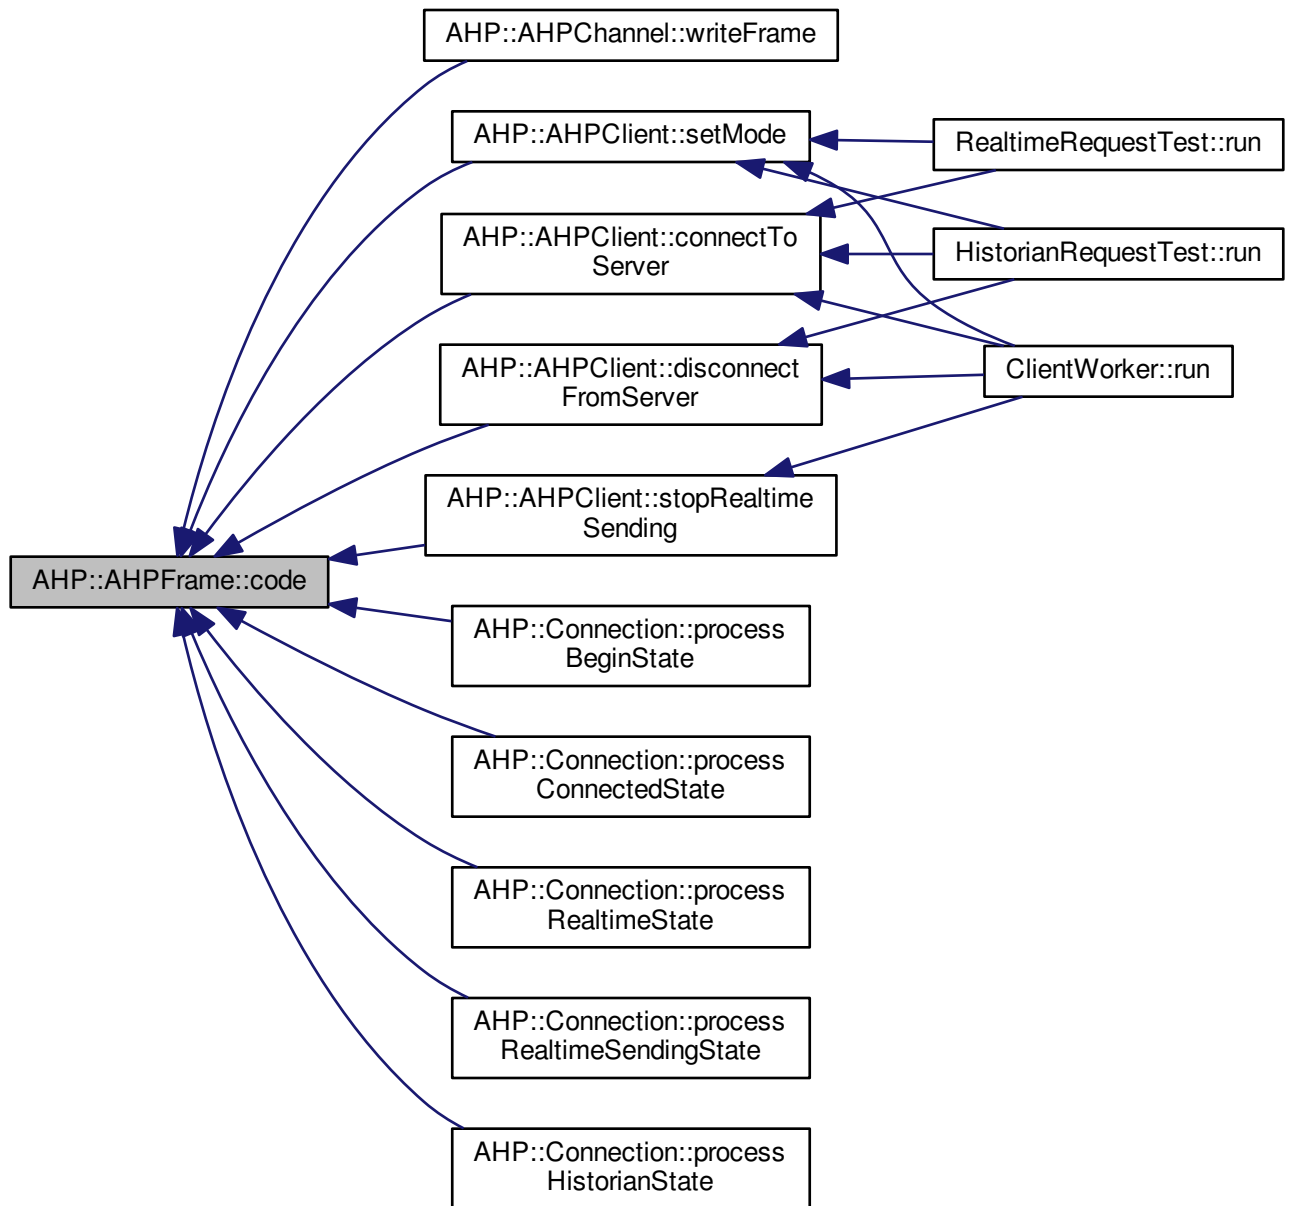 AHP::AHPChannel::writeFrame
AHP::AHPClient::setMode
RealtimeRequestTest::run
AHP::AHPClient::connectTo
Server
HistorianRequestTest::run
AHP::AHPClient::disconnect
FromServer
ClientWorker::run
AHP::AHPClient::stopRealtime
Sending
AHP::AHPFrame::code
AHP::Connection::process
BeginState
AHP::Connection::process
ConnectedState
AHP::Connection::process
RealtimeState
AHP::Connection::process
RealtimeSendingState
AHP::Connection::process
HistorianState